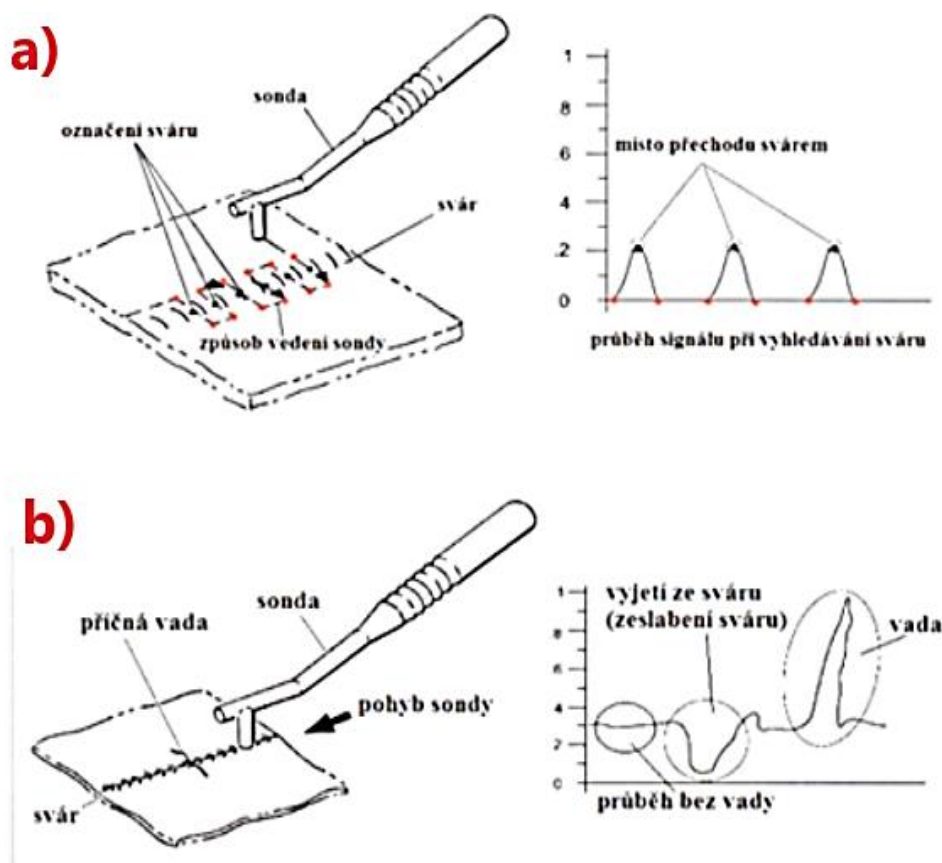 a)
sonda
označení sváru
svár
způsob vedení sondy
1
8
.6
4
.2
0
místo přechodu svárem
průběh signálu při vyhledávání sváru
b)
příčná vada
sonda
pohyb sondy
svár
1
8
.6
4
2
0
vyjetí ze sváru
(zeslabení sváru)
vada
průběh bez vady